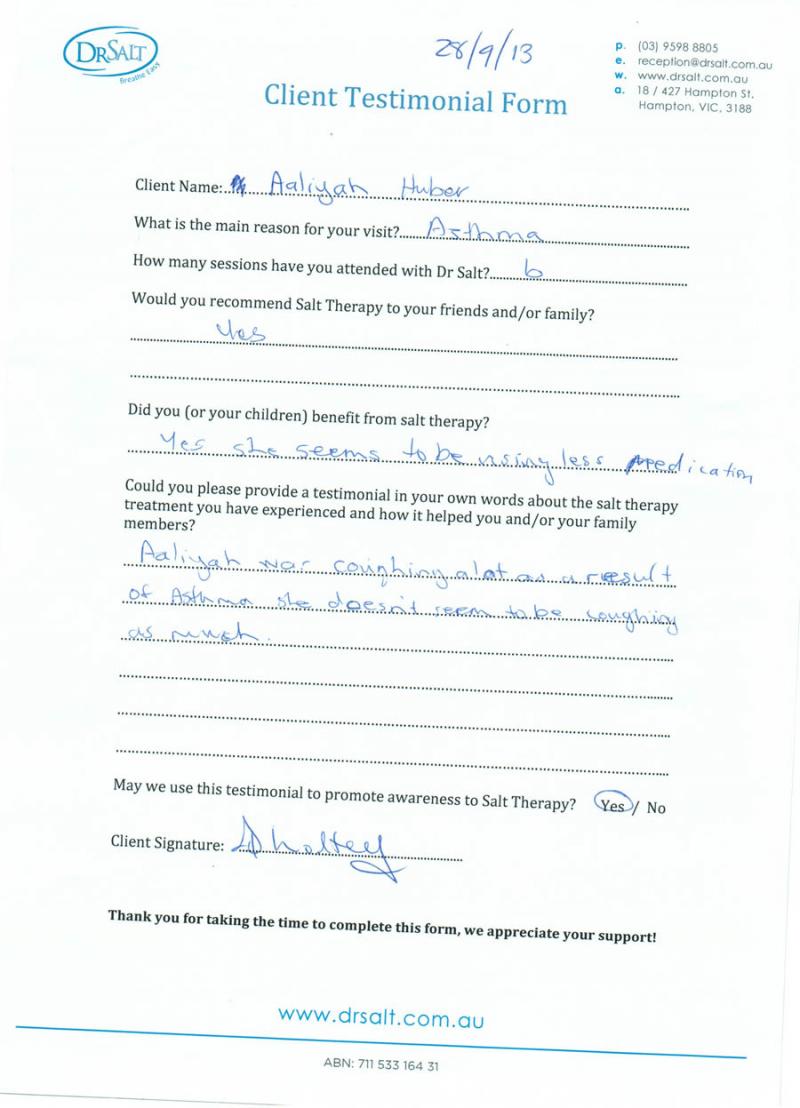 DRSALT
Breathe Easy
28/9/13
p. (03) 9598 8805
e. reception@drsalt.com.au
w. www.drsalt.com.au
a. 18 / 427 Hampton St,
Hampton, VIC, 3188
Client Testimonial Form
Client Name: Aaliyah Huber
What is the main reason for your visit? Asthma
How many sessions have you attended with Dr Salt? 6
Would you recommend Salt Therapy to your friends and/or family?
Yes
Did you (or your children) benefit from salt therapy?
Yes she seems to be using less medication
Could you please provide a testimonial in your own words about the salt therapy
treatment you have experienced and how it helped you and/or your family
members?
Aaliyah was coughing alot as a result
of Asthma she doesn't seem to be coughing
as much.
May we use this testimonial to promote awareness to Salt Therapy? Yes / No
Client Signature:
Thank you for taking the time to complete this form, we appreciate your support!
www.drsalt.com.au
ABN: 711 533 164 31